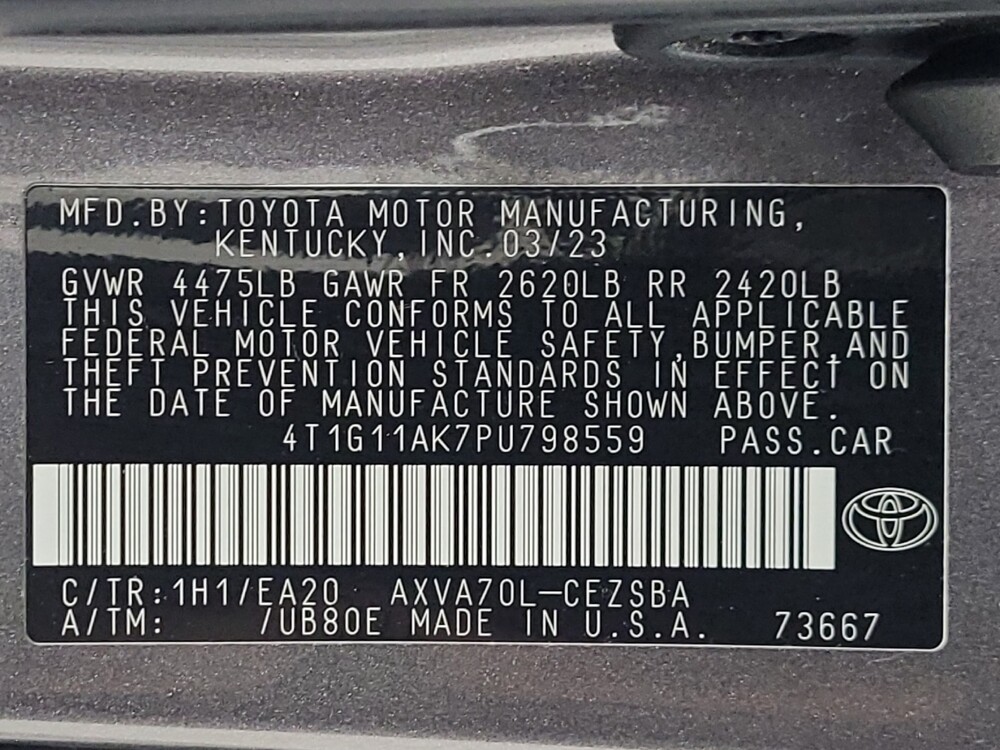 MFD.BY:TOYOTA MOTOR MANUFACTURING,
KENTUCKY,INC.03/23
GVWR 4475LB GAWR FR 2620LB RR 2420LB
THIS VEHICLE CONFORMS TO ALL APPLICABLE
FEDERAL MOTOR VEHICLE SAFETY,BUMPER,AND
THEFT PREVENTION STANDARDS IN EFFECT ON
THE DATE OF MANUFACTURE SHOWN ABOVE.
4T1G11AK7PU798559 PASS.CAR
C/TR:1H1/EA20 AXVA70L-CEZSBA
A/TM: /UB80E MADE IN U.S.A. 73667